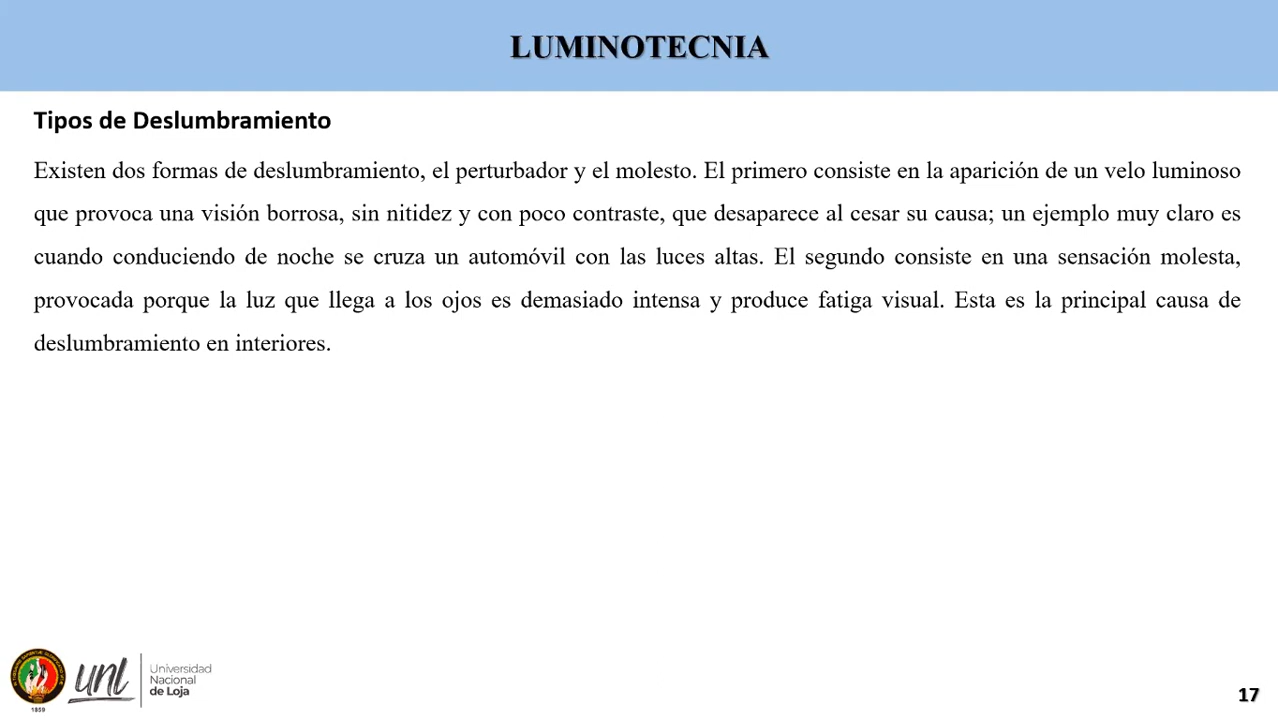 LUMINOTECNIA
Tipos de Deslumbramiento
Existen dos formas de deslumbramiento, el perturbador y el molesto. El primero consiste en la aparición de un velo luminoso
que provoca una visión borrosa, sin nitidez y con poco contraste, que desaparece al cesar su causa; un ejemplo muy claro es
cuando conduciendo de noche se cruza un automóvil con las luces altas. El segundo consiste en una sensación molesta,
provocada porque la luz que llega a los ojos es demasiado intensa y produce fatiga visual. Esta es la principal causa de
deslumbramiento en interiores.
unl
Universidad
Nacional
de Loja
1859
17